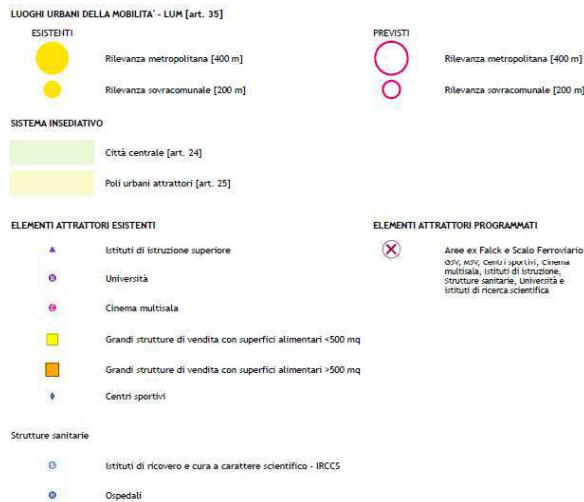 LUOGHI URBANI DELLA MOBILITA' - LUM [art. 35]
ESISTENTI
PREVISTI
Rilevanza metropolitana [400 m]
Rilevanza metropolitana [400 m]
Rilevanza sovracomunale [200 m]
Rilevanza sovracomunale [200 m]
SISTEMA INSEDIATIVO
Città centrale [art. 24]
Poli urbani attrattori [art. 25]
ELEMENTI ATTRATTORI ESISTENTI
ELEMENTI ATTRATTORI PROGRAMMATI
Istituti di istruzione superiore
Aree ex Falck e Scalo Ferroviario
GSV, MSV, Centri sportivi, Cinema
multisala, Istituti di istruzione,
Strutture sanitarie, Università e
istituti di ricerca scientifica
U
Università
C
Cinema multisala
Grandi strutture di vendita con superfici alimentari <500 mq
Grandi strutture di vendita con superfici alimentari >500 mq
Centri sportivi
Strutture sanitarie
Istituti di ricovero e cura a carattere scientifico - IRCCS
H
Ospedali